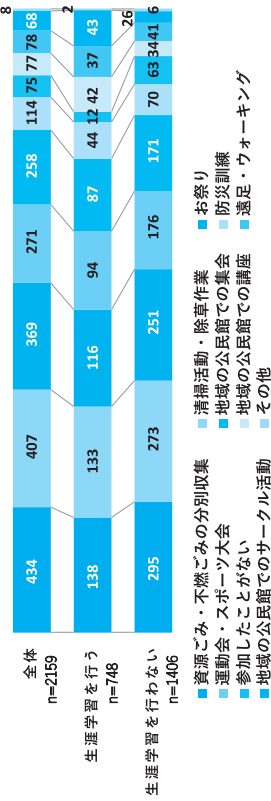 全体
n=2159
434 407 369 271 258 114 75 77 78 68 8
生涯学習を行う
n=748
138 133 116 94 87 44 12 42 37 43 2
生涯学習を行わない
n=1406
295 273 251 176 171 70 63 34 41 26 6
資源ごみ・不燃ごみの分別収集 清掃活動・除草作業 お祭り
運動会・スポーツ大会 地域の公民館での集会 防災訓練
参加したことがない 地域の公民館での講座 遠足・ウォーキング
地域の公民館でのサークル活動 その他